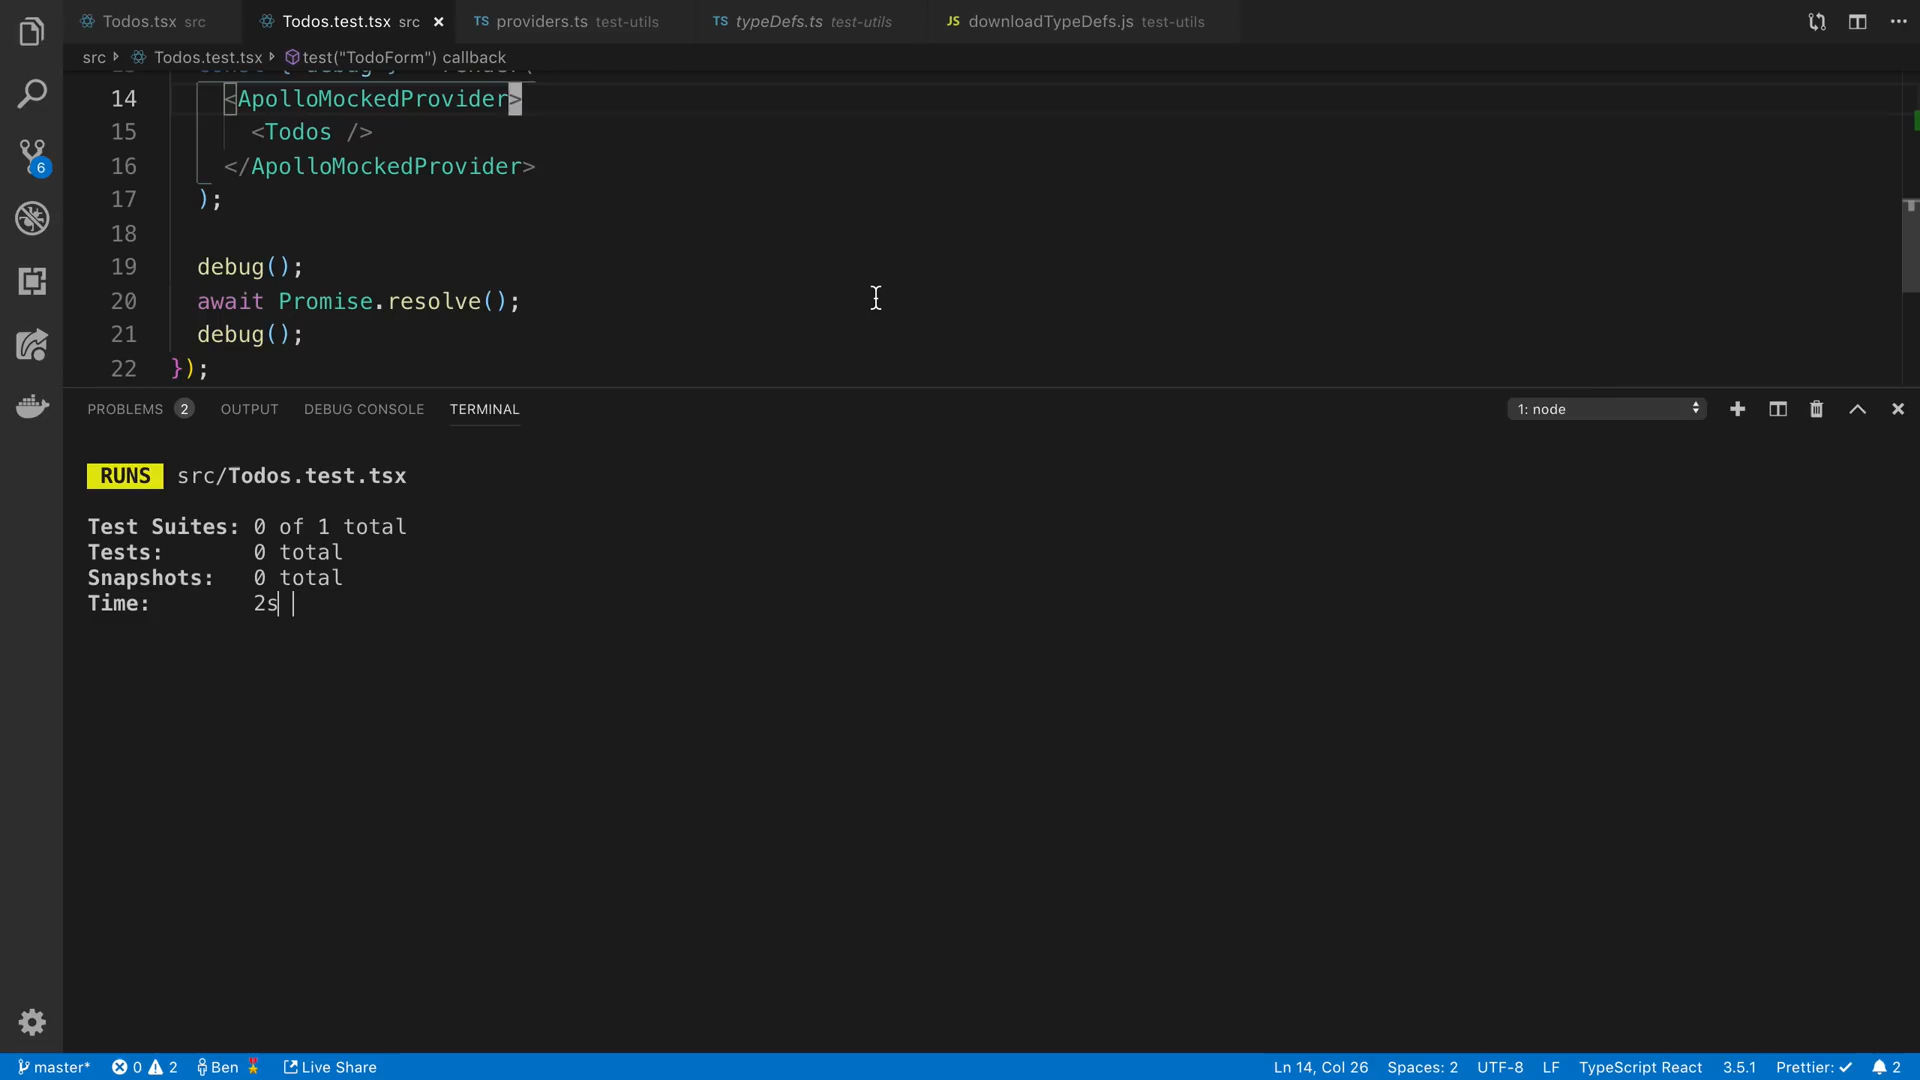 Todos.tsx src
Todos.test.tsx src
TS providers.ts test-utils
TS typeDefs.ts test-utils
JS downloadTypeDefs.js test-utils
src Todos.test.tsx test("TodoForm") callback
14 <ApolloMockedProvider>
15 <Todos />
16 </ApolloMockedProvider>
17 );
18
19 debug();
20 await Promise.resolve();
21 debug();
22 });
6
PROBLEMS 2 OUTPUT DEBUG CONSOLE TERMINAL 1: node
RUNS src/Todos.test.tsx
Test Suites: 0 of 1 total
Tests: 0 total
Snapshots: 0 total
Time: 2s
master* 0 2 Ben Live Share Ln 14, Col 26 Spaces: 2 UTF-8 LF TypeScript React 3.5.1 Prettier: ✓ 2